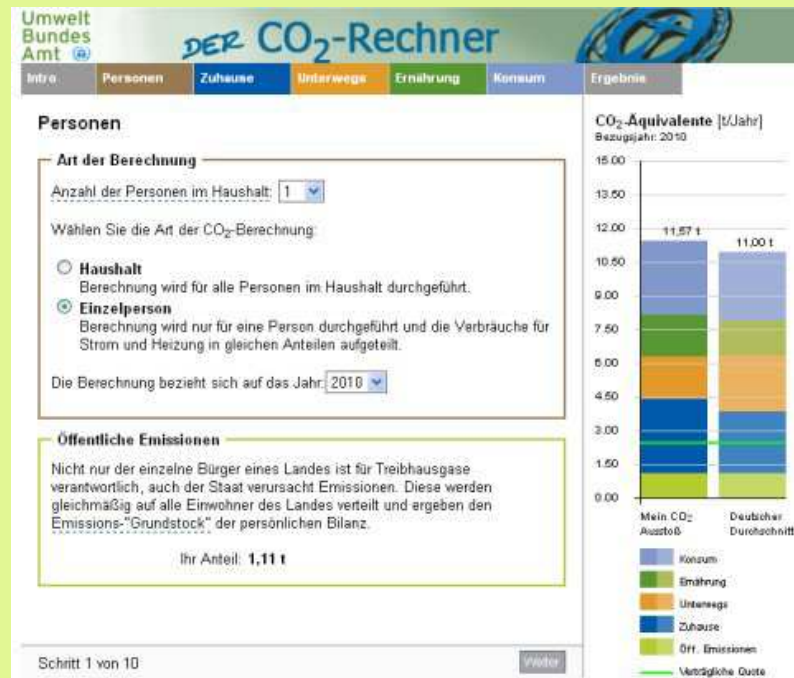 Umwelt
Bundes
Amt
DER CO₂-Rechner
Intro Personen Zuhause Unterwegs Ernährung Konsum Ergebnis
Personen
Art der Berechnung
Anzahl der Personen im Haushalt: 1
Wählen Sie die Art der CO₂-Berechnung:
Haushalt
Berechnung wird für alle Personen im Haushalt durchgeführt.
Einzelperson
Berechnung wird nur für eine Person durchgeführt und die Verbräuche für
Strom und Heizung in gleichen Anteilen aufgeteilt.
Die Berechnung bezieht sich auf das Jahr: 2010
Öffentliche Emissionen
Nicht nur der einzelne Bürger eines Landes ist für Treibhausgase
verantwortlich, auch der Staat verursacht Emissionen. Diese werden
gleichmäßig auf alle Einwohner des Landes verteilt und ergeben den
Emissions-"Grundstock" der persönlichen Bilanz.
Ihr Anteil: 1,11 t
Schritt 1 von 10
Weiter
CO₂-Äquivalente [t/Jahr]
Bezugsjahr: 2010
15.00
13.50
12.00
10.50
9.00
7.50
6.00
4.50
3.00
1.50
0.00
11,57 t
11,00 t
Mein CO₂
Ausstoß
Deutscher
Durchschnitt
Konsum
Ernährung
Unterwegs
Zuhause
Öff. Emissionen
Verträgliche Quote